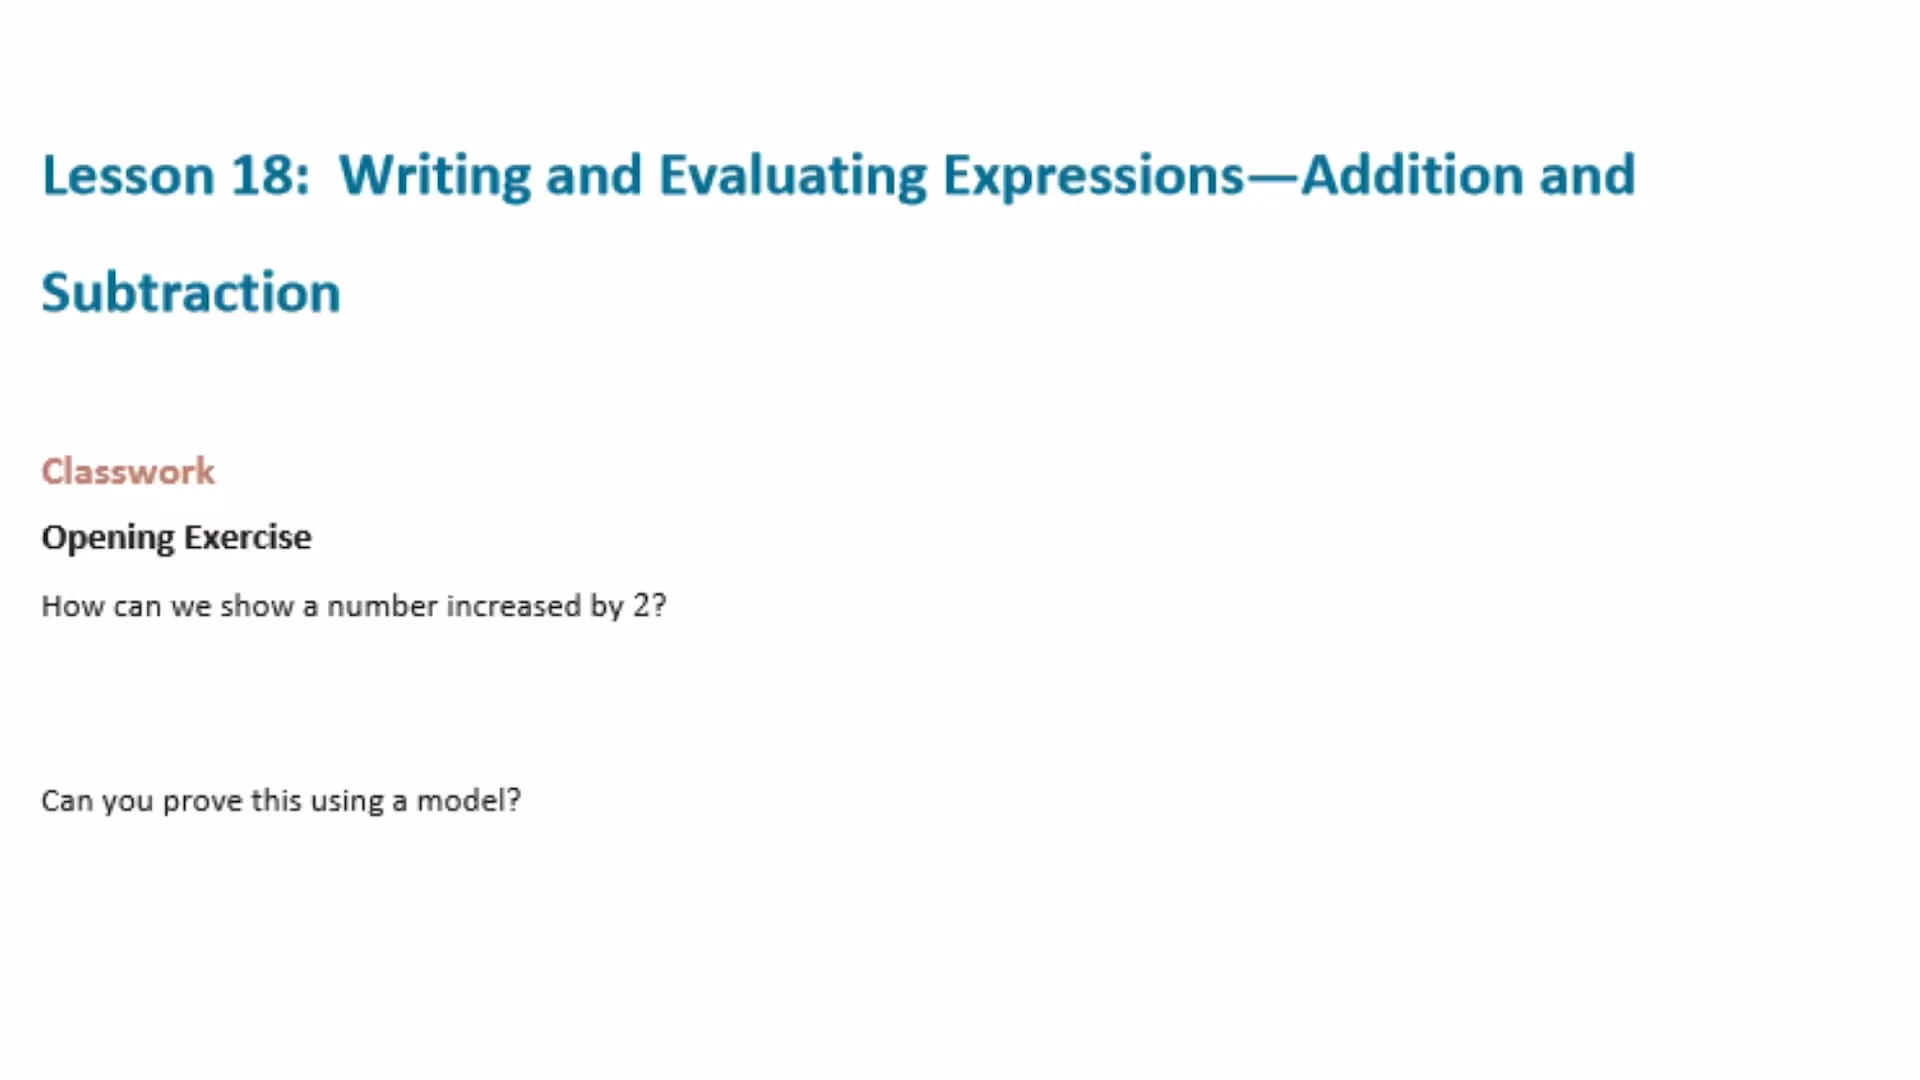 Lesson 18:  Writing and Evaluating Expressions—Addition and
Subtraction
Classwork
Opening Exercise
How can we show a number increased by 2?
Can you prove this using a model?